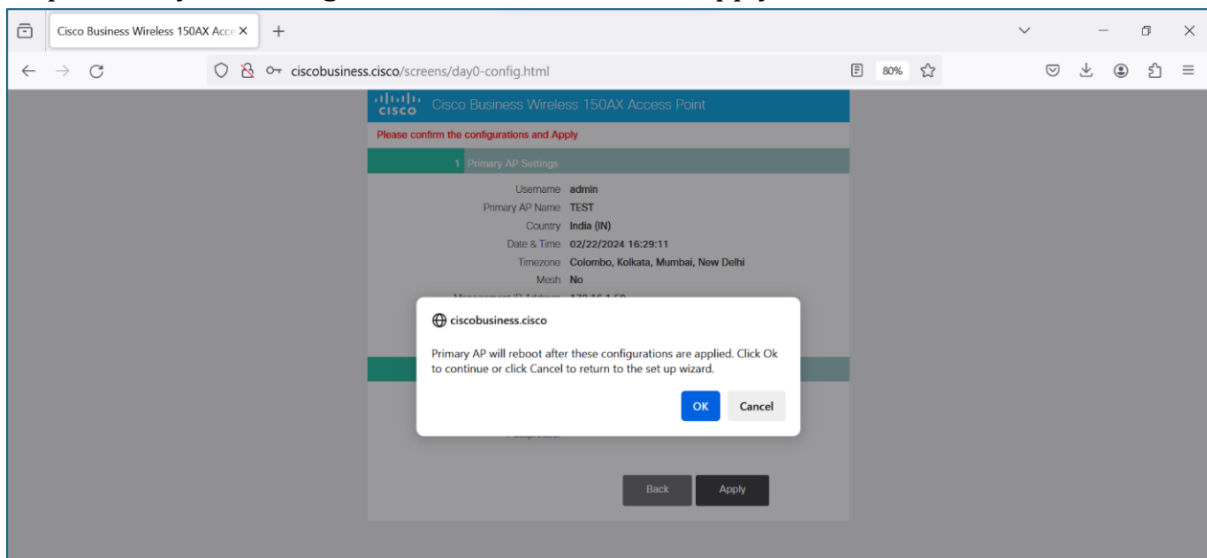 Cisco Business Wireless 150AX Acce
ciscobusiness.cisco/screens/day0-config.html
80%
CISCO
Cisco Business Wireless 150AX Access Point
Please confirm the configurations and Apply
1 Primary AP Settings
Username admin
Primary AP Name TEST
Country India (IN)
Date & Time 02/22/2024 16:29:11
Timezone Colombo, Kolkata, Mumbai, New Delhi
Mesh No
ciscobusiness.cisco
Primary AP will reboot after these configurations are applied. Click Ok
to continue or click Cancel to return to the set up wizard.
OK Cancel
Back Apply